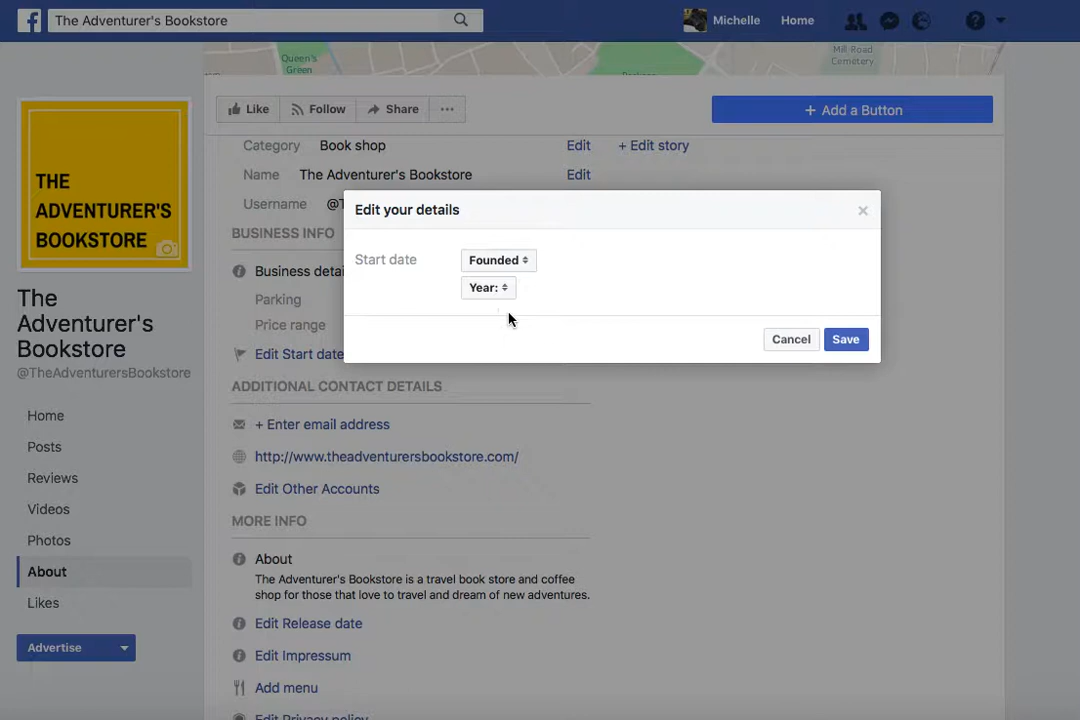 The Adventurer's Bookstore
Michelle
Home
Queen's
Green
Mill-Road
Cemetery
Like
Follow
Share
+ Add a Button
Category
Book shop
Edit
+ Edit story
Name
The Adventurer's Bookstore
Edit
Username
BUSINESS INFO
Parking
Price range
Edit Start date
Edit your details
Start date
Founded
Year:
Cancel
Save
ADDITIONAL CONTACT DETAILS
+ Enter email address
http://www.theadventurersbookstore.com/
Edit Other Accounts
MORE INFO
About
The Adventurer's Bookstore is a travel book store and coffee
shop for those that love to travel and dream of new adventures.
Edit Release date
Edit Impressum
Add menu
Edit Privacy policy
THE
ADVENTURER'S
BOOKSTORE
The
Adventurer's
Bookstore
@TheAdventurersBookstore
Home
Posts
Reviews
Videos
Photos
About
Likes
Advertise